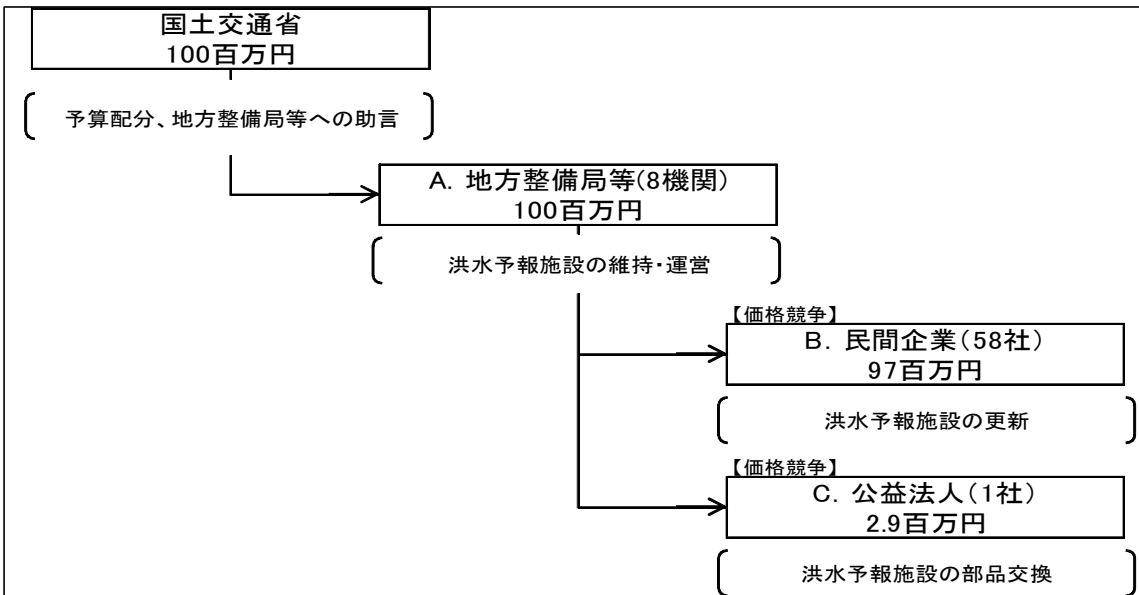 国土交通省
100百万円
予算配分、地方整備局等への助言
A. 地方整備局等(8機関)
100百万円
洪水予報施設の維持・運営
【価格競争】
B. 民間企業(58社)
97百万円
洪水予報施設の更新
【価格競争】
C. 公益法人(1社)
2.9百万円
洪水予報施設の部品交換